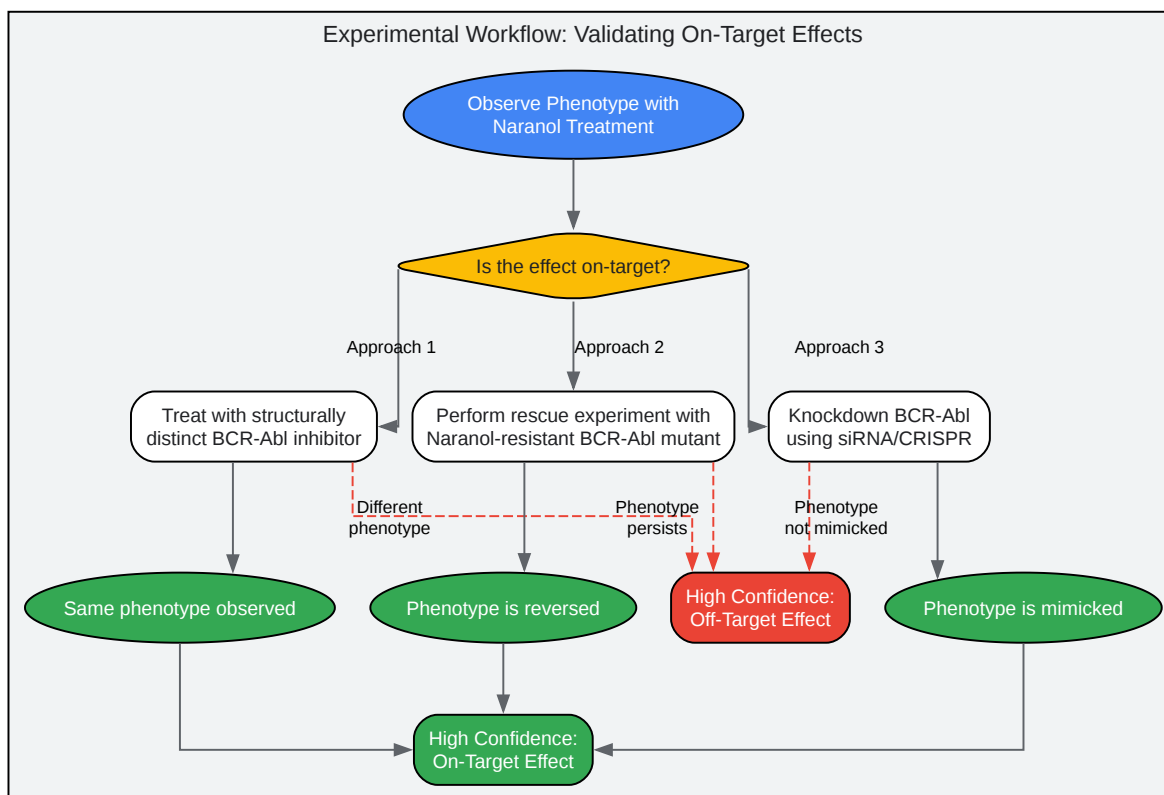 Experimental Workflow: Validating On-Target Effects
Observe Phenotype with
Naranol Treatment
Is the effect on-target?
Approach 1
Approach 2
Approach 3
Treat with structurally
distinct BCR-Abl inhibitor
Perform rescue experiment with
Naranol-resistant BCR-Abl mutant
Knockdown BCR-Abl
using siRNA/CRISPR
Different
phenotype
Phenotype
persists
Phenotype
not mimicked
Same phenotype observed
Phenotype is reversed
High Confidence:
Off-Target Effect
Phenotype is mimicked
High Confidence:
On-Target Effect